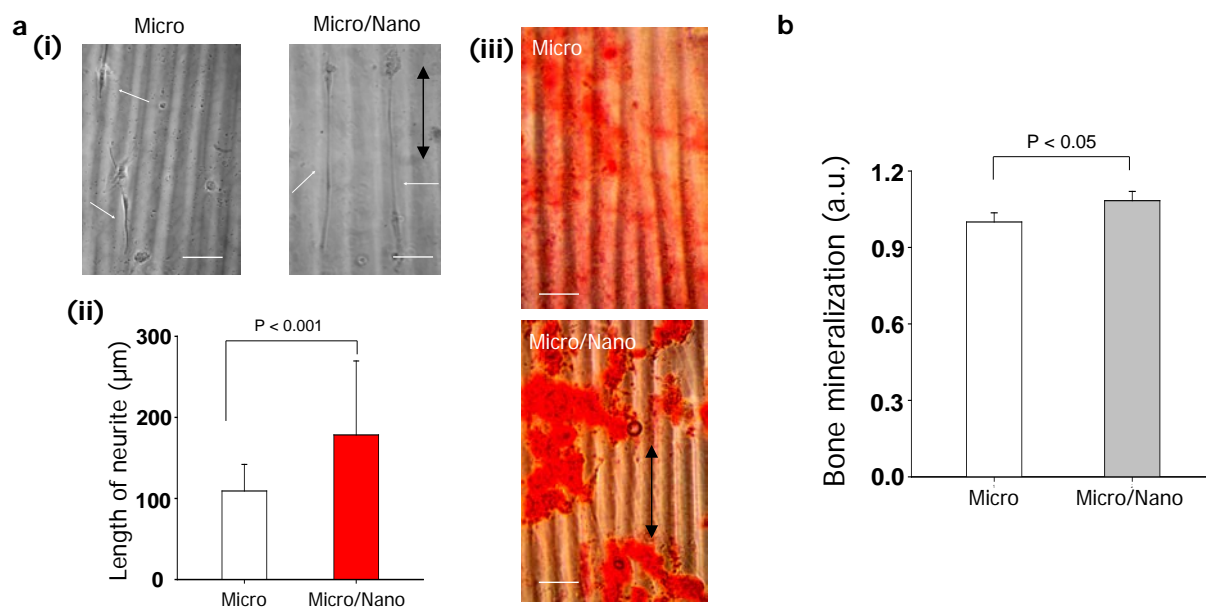 a
(i)
Micro
Micro/Nano
(ii)
P < 0.001
Length of neurite (µm)
300
200
100
0
Micro
Micro/Nano
(iii)
Micro
Micro/Nano
b
P < 0.05
Bone mineralization (a.u.)
1.2
0.9
0.6
0.3
0.0
Micro
Micro/Nano